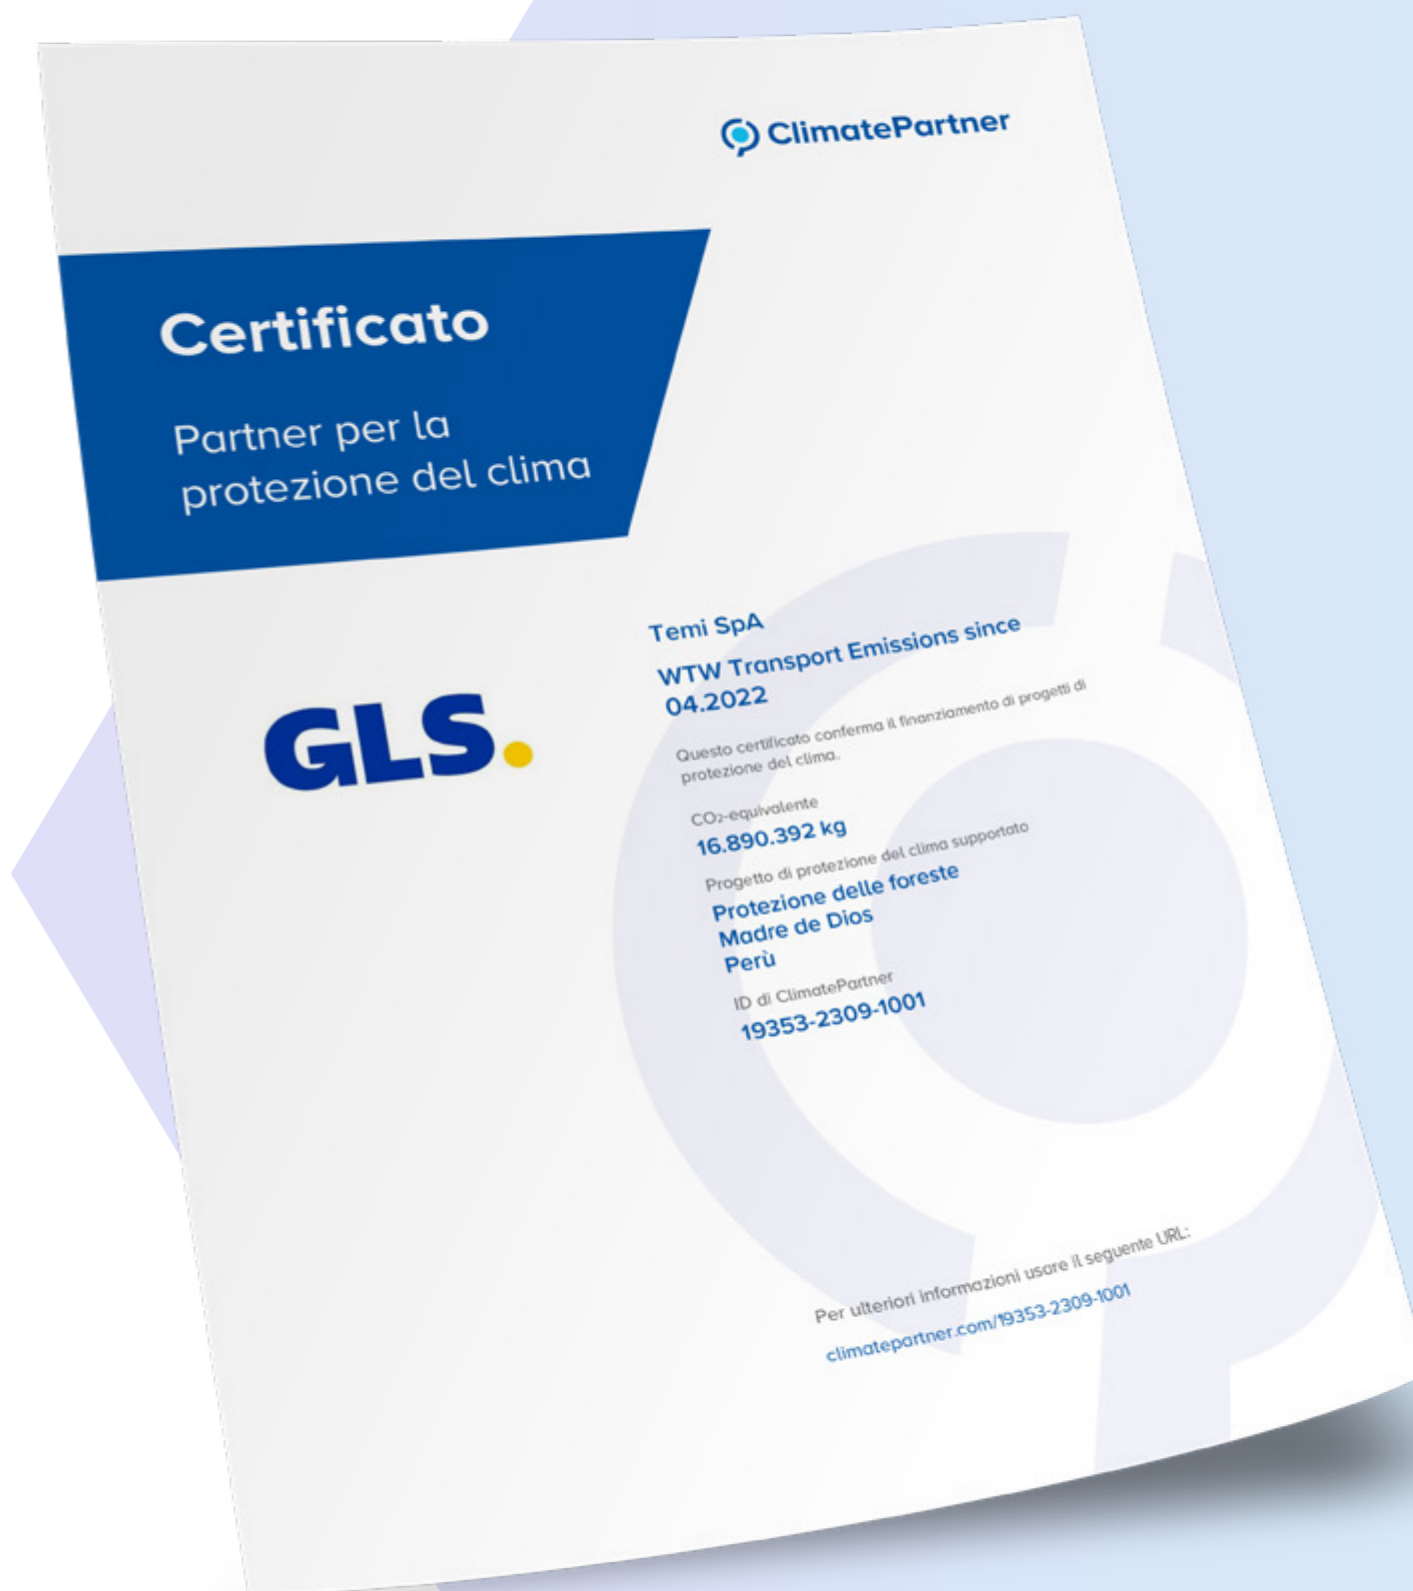 ClimatePartner
Certificato
Partner per la
protezione del clima
GLS.
Temi SpA
WTW Transport Emissions since
04.2022
Questo certificato conferma il finanziamento di progetti di
protezione del clima.
CO₂-equivalente
16.890.392 kg
Progetto di protezione del clima supportato
Protezione delle foreste
Madre de Dios
Perù
ID di ClimatePartner
19353-2309-1001
Per ulteriori informazioni usare il seguente URL:
climatepartner.com/19353-2309-1001